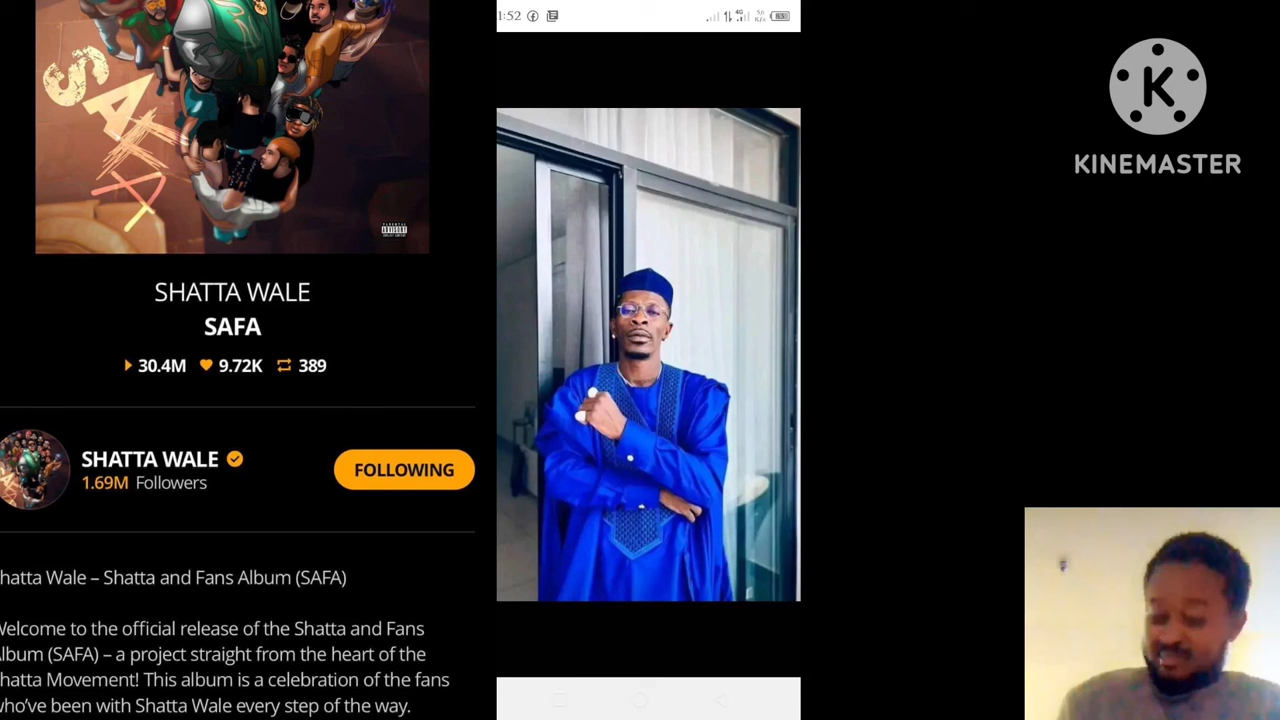 SAFA
SHATTA WALE
SAFA
30.4M 9.72K 389
SHATTA WALE
1.69M Followers
FOLLOWING
hatta Wale – Shatta and Fans Album (SAFA)
Welcome to the official release of the Shatta and Fans
lbum (SAFA) – a project straight from the heart of the
hatta Movement! This album is a celebration of the fans
who've been with Shatta Wale every step of the way.
1:52
4G
K
KINEMASTER